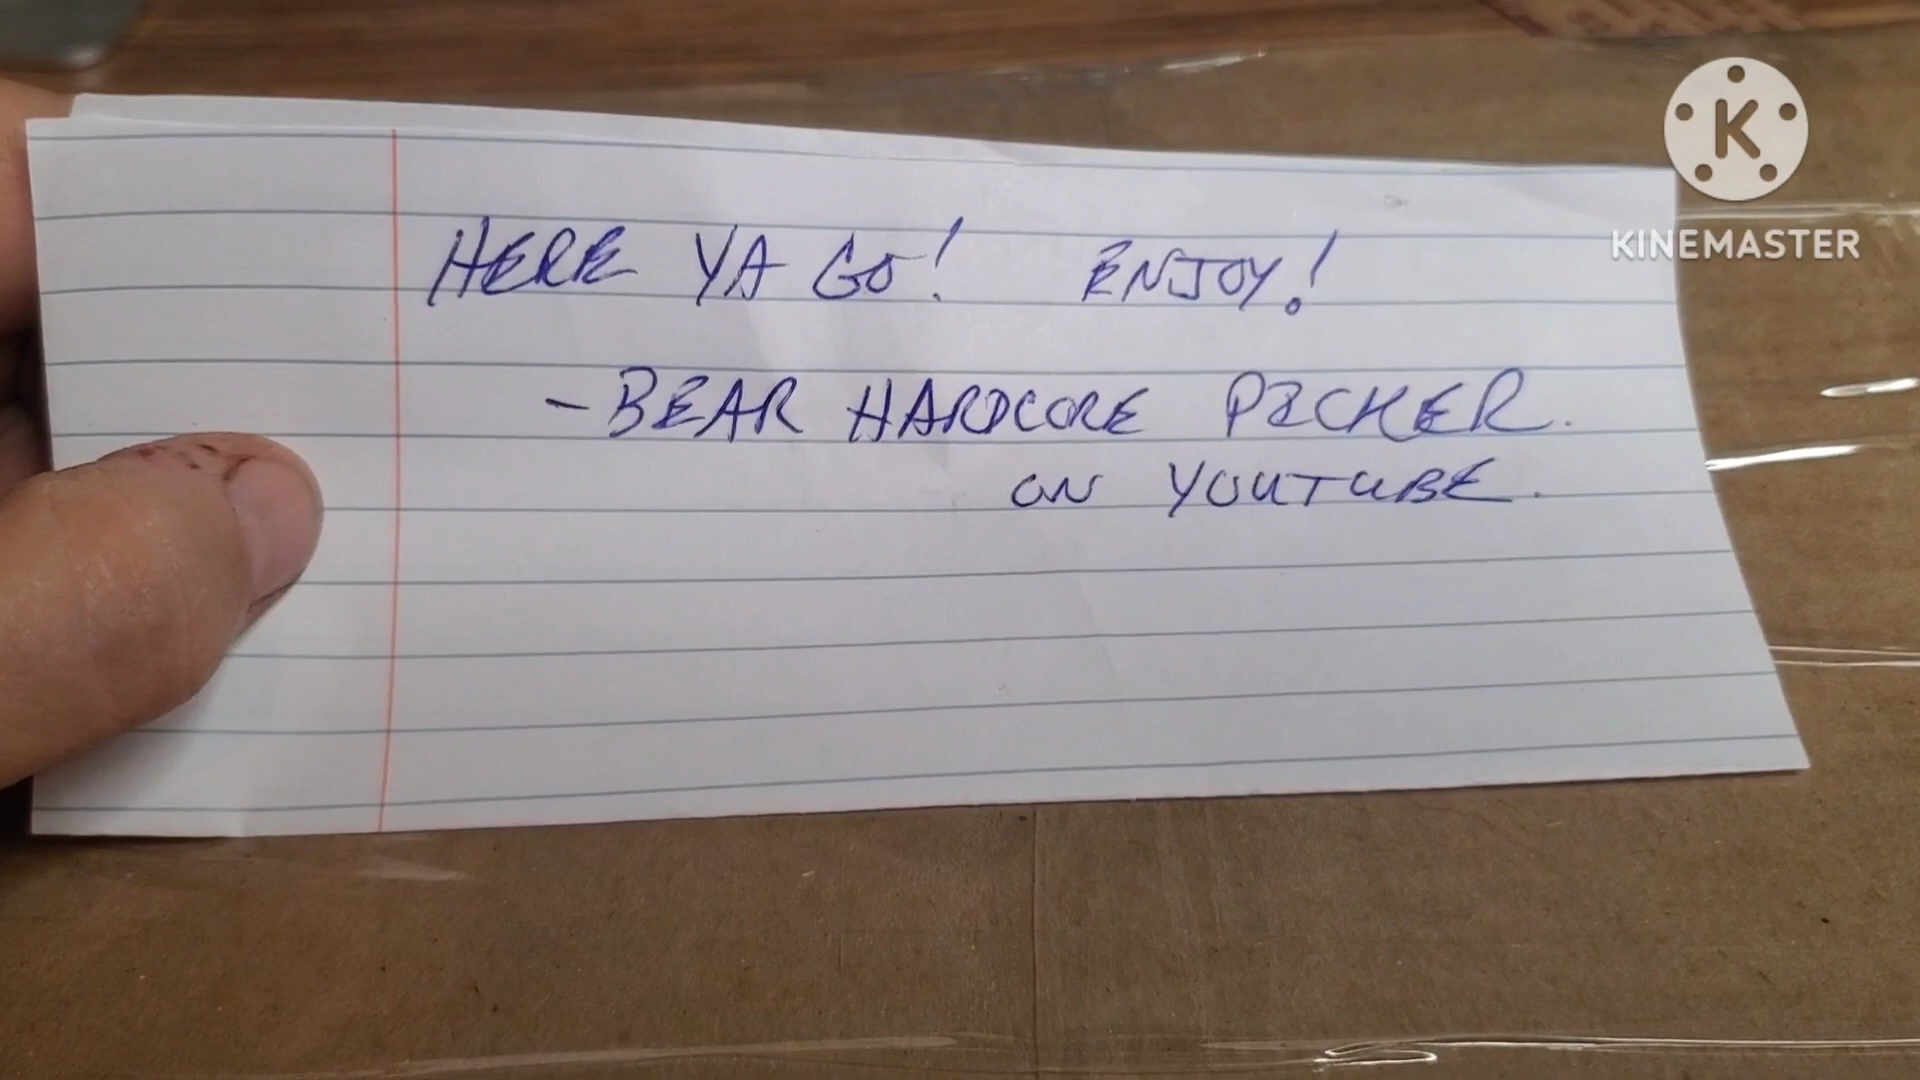 HERE YA GO! ENJOY!
- BEAR HARDCORE PICKER.
ON YOUTUBE.
K
KINEMASTER